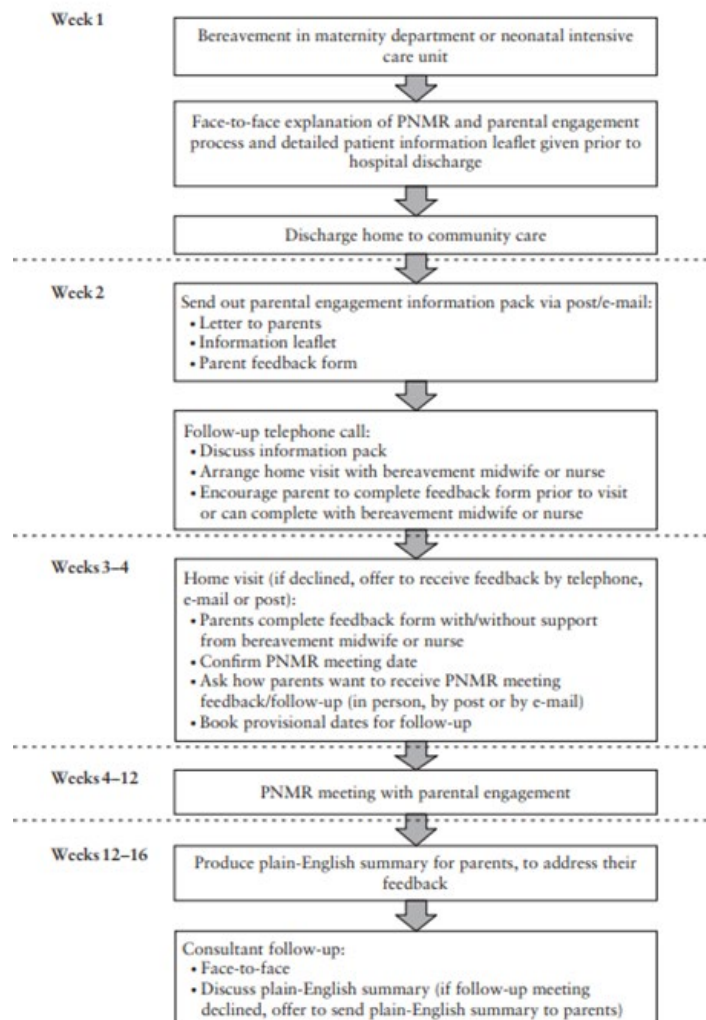 Week 1
Bereavement in maternity department or neonatal intensive
care unit
Face-to-face explanation of PNMR and parental engagement
process and detailed patient information leaflet given prior to
hospital discharge
Discharge home to community care
Week 2
Send out parental engagement information pack via post/e-mail:
• Letter to parents
• Information leaflet
• Parent feedback form
Follow-up telephone call:
• Discuss information pack
• Arrange home visit with bereavement midwife or nurse
• Encourage parent to complete feedback form prior to visit
or can complete with bereavement midwife or nurse
Weeks 3–4
Home visit (if declined, offer to receive feedback by telephone,
e-mail or post):
• Parents complete feedback form with/without support
from bereavement midwife or nurse
• Confirm PNMR meeting date
• Ask how parents want to receive PNMR meeting
feedback/follow-up (in person, by post or by e-mail)
• Book provisional dates for follow-up
Weeks 4–12
PNMR meeting with parental engagement
Weeks 12–16
Produce plain-English summary for parents, to address their
feedback
Consultant follow-up:
• Face-to-face
• Discuss plain-English summary (if follow-up meeting
declined, offer to send plain-English summary to parents)